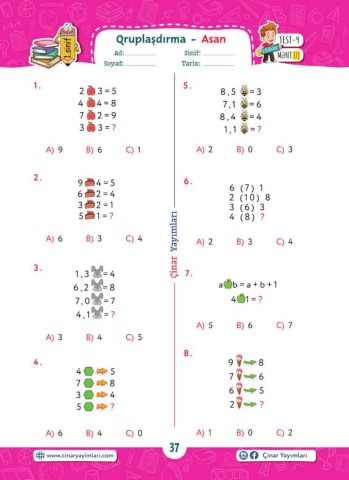 1.sinif
Qruplaşdırma - Asan
TEST-9
MƏNTİQ
Ad: Sinif:
Soyad: Tarix:
1.
2 3 = 5
4 4 = 8
7 2 = 9
3 3 = ?
A) 9 B) 6 C) 1
2.
9 4 = 5
6 2 = 4
3 2 = 1
5 1 = ?
A) 6 B) 3 C) 4
3.
1 , 3 = 4
6 , 2 = 8
7 , 0 = 7
4 , 1 = ?
A) 3 B) 4 C) 5
4.
4 5
7 8
3 4
5 ?
A) 6 B) 4 C) 0
Çinar Yayımları
5.
8 , 5 = 3
7 , 1 = 6
8 , 4 = 4
1 , 1 = ?
A) 2 B) 0 C) 3
6.
6 (7) 1
2 (10) 8
3 (6) 3
4 (8) ?
A) 2 B) 3 C) 4
7.
a b = a + b + 1
4 1 = ?
A) 5 B) 6 C) 7
8.
9 8
7 6
6 5
2 ?
A) 1 B) 0 C) 2
www.cinaryayimlari.com
37
Çinar Yayımları